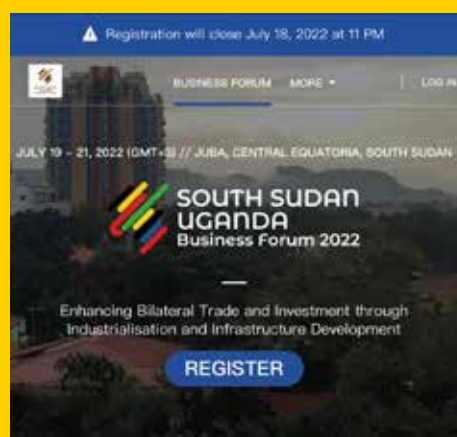 Registration will close July 18, 2022 at 11 PM
BUSINESS FORUM MORE LOG IN
JULY 19 – 21, 2022 (GMT+3) // JUBA, CENTRAL EQUATORIA, SOUTH SUDAN
SOUTH SUDAN
UGANDA
Business Forum 2022
Enhancing Bilateral Trade and Investment through
Industrialisation and Infrastructure Development
REGISTER